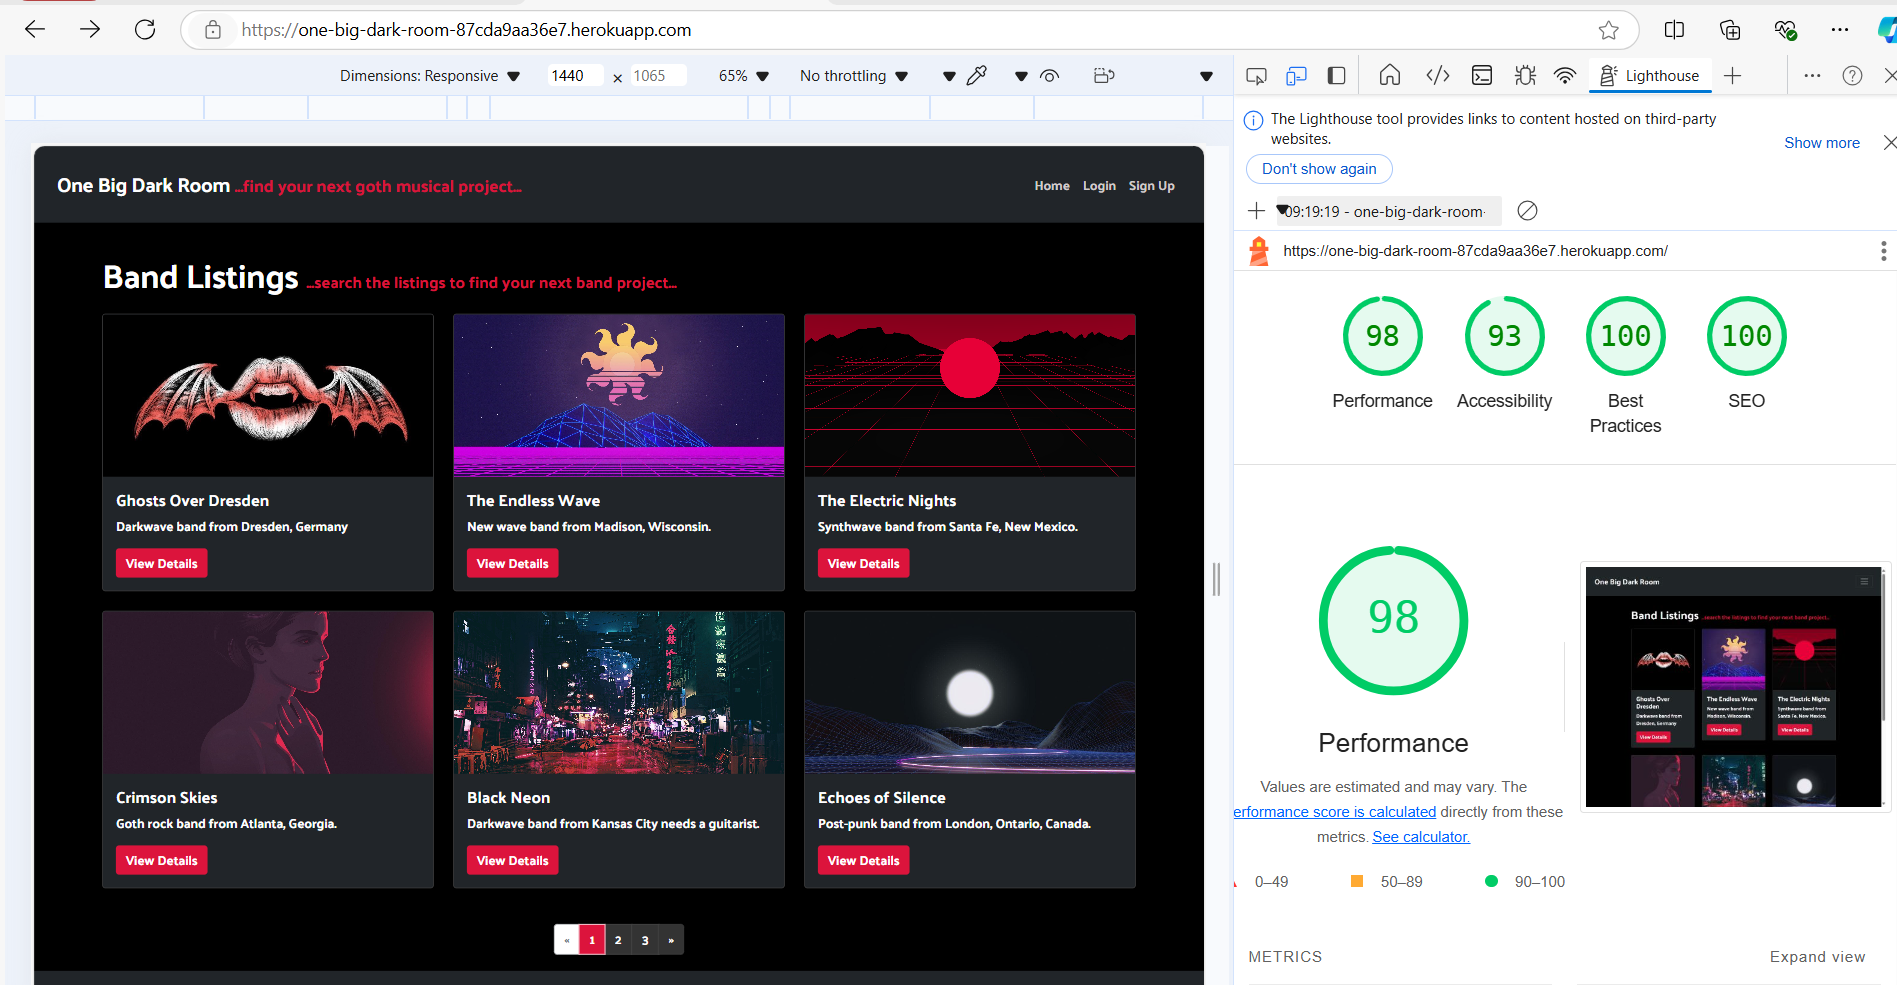 https://one-big-dark-room-87cda9aa36e7.herokuapp.com
Dimensions: Responsive 1440 x 1065 65% No throttling
Lighthouse
The Lighthouse tool provides links to content hosted on third-party
websites.
Show more
Don't show again
09:19:19 - one-big-dark-room-
https://one-big-dark-room-87cda9aa36e7.herokuapp.com/
One Big Dark Room ...find your next goth musical project...
Home Login Sign Up
Band Listings ...search the listings to find your next band project...
Ghosts Over Dresden
Darkwave band from Dresden, Germany
View Details
The Endless Wave
New wave band from Madison, Wisconsin.
View Details
The Electric Nights
Synthwave band from Santa Fe, New Mexico.
View Details
Crimson Skies
Goth rock band from Atlanta, Georgia.
View Details
Black Neon
Darkwave band from Kansas City needs a guitarist.
View Details
Echoes of Silence
Post-punk band from London, Ontario, Canada.
View Details
« 1 2 3 »
98 93 100 100
Performance Accessibility Best Practices SEO
98
Performance
Values are estimated and may vary. The
erformance score is calculated directly from these
metrics. See calculator.
0–49 50–89 90–100
One Big Dark Room
Band Listings ...search the listings to find your next band project...
Ghosts Over
Dresden
Darkwave band from
Dresden, Germany
View Details
The Endless Wave
New wave band from
Madison, Wisconsin.
View Details
The Electric Nights
Synthwave band from
Santa Fe, New Mexico.
View Details
METRICS
Expand view